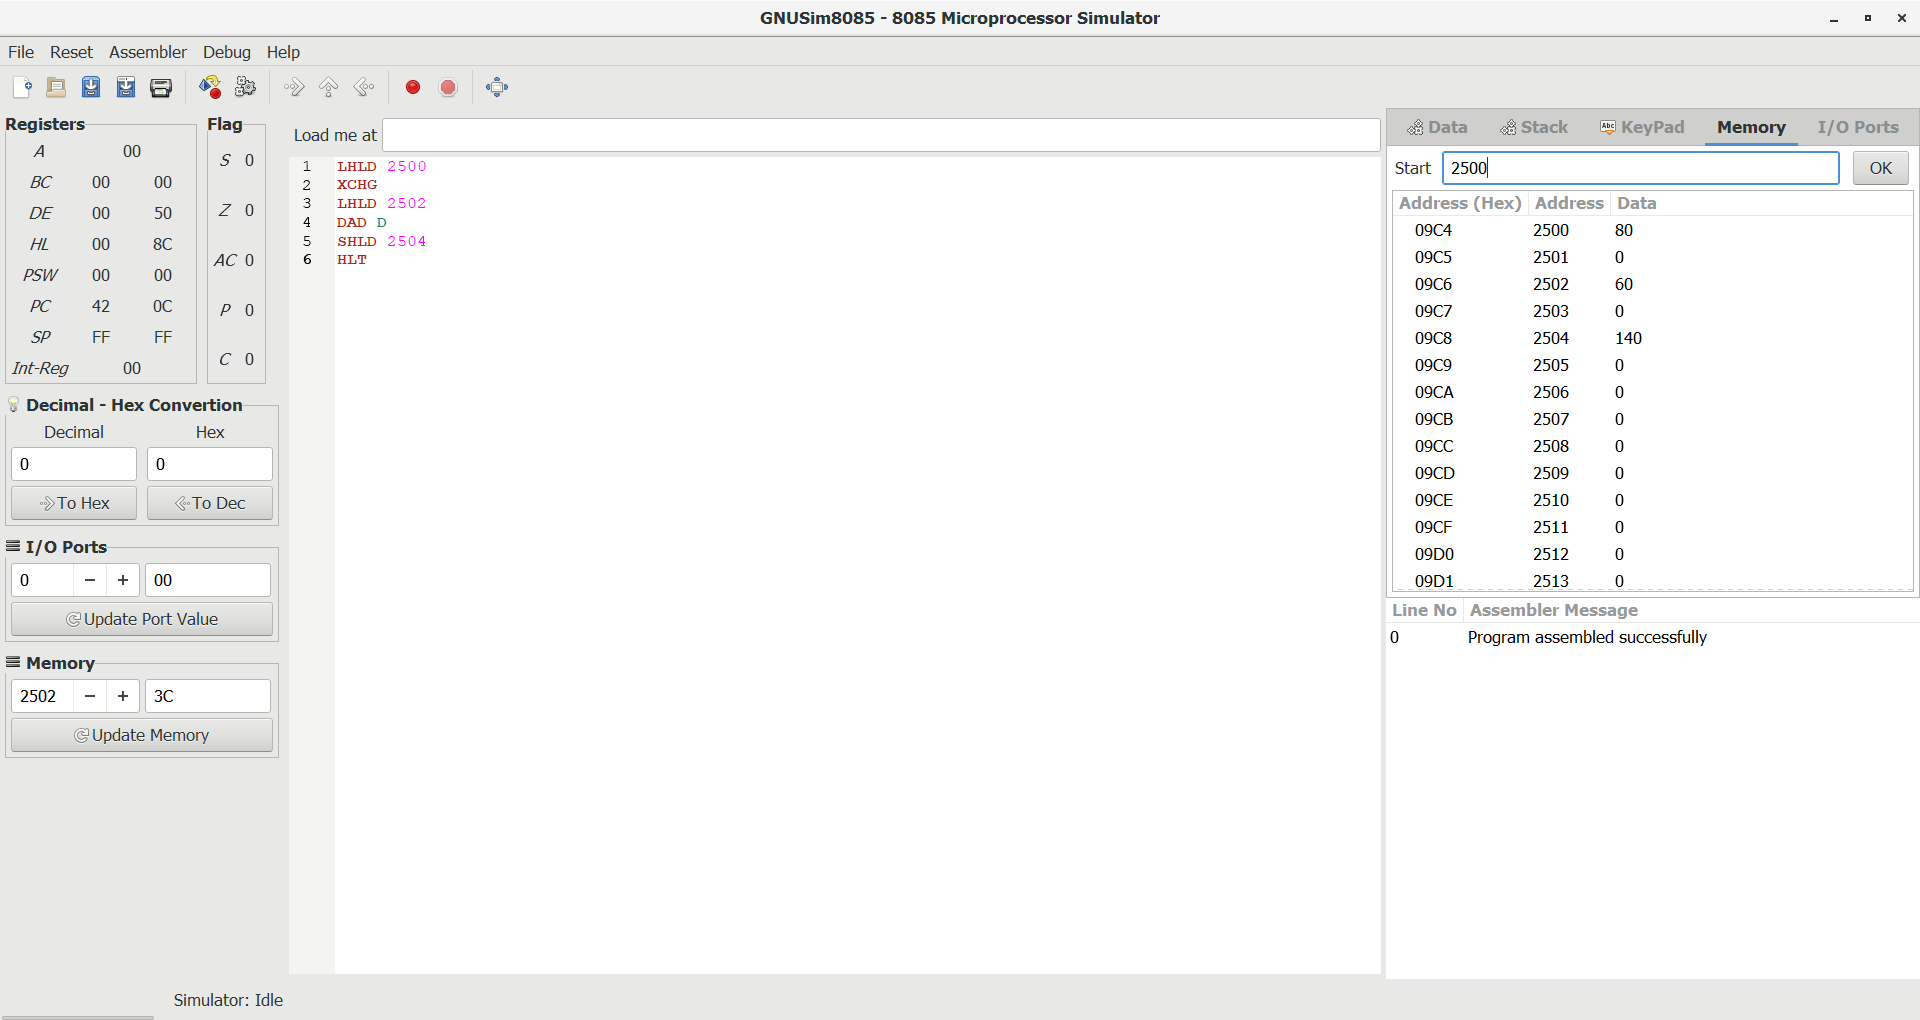 GNUSim8085 - 8085 Microprocessor Simulator
File Reset Assembler Debug Help
Registers
A 00
BC 00 00
DE 00 50
HL 00 8C
PSW 00 00
PC 42 0C
SP FF FF
Int-Reg 00
Flag
S 0
Z 0
AC 0
P 0
C 0
Decimal - Hex Convertion
Decimal Hex
0 0
To Hex To Dec
I/O Ports
0 − + 00
Update Port Value
Memory
2502 − + 3C
Update Memory
Load me at
1 LHLD 2500
2 XCHG
3 LHLD 2502
4 DAD D
5 SHLD 2504
6 HLT
Data Stack Abc KeyPad Memory I/O Ports
Start 2500 OK
Address (Hex) Address Data
09C4 2500 80
09C5 2501 0
09C6 2502 60
09C7 2503 0
09C8 2504 140
09C9 2505 0
09CA 2506 0
09CB 2507 0
09CC 2508 0
09CD 2509 0
09CE 2510 0
09CF 2511 0
09D0 2512 0
09D1 2513 0
Line No Assembler Message
0 Program assembled successfully
Simulator: Idle